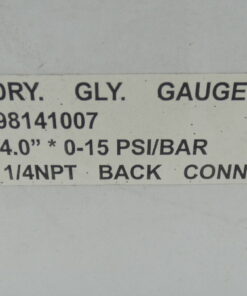 DRY. GLY. GAUGE
98141007
4.0" * 0-15 PSI/BAR
1/4NPT BACK CONN